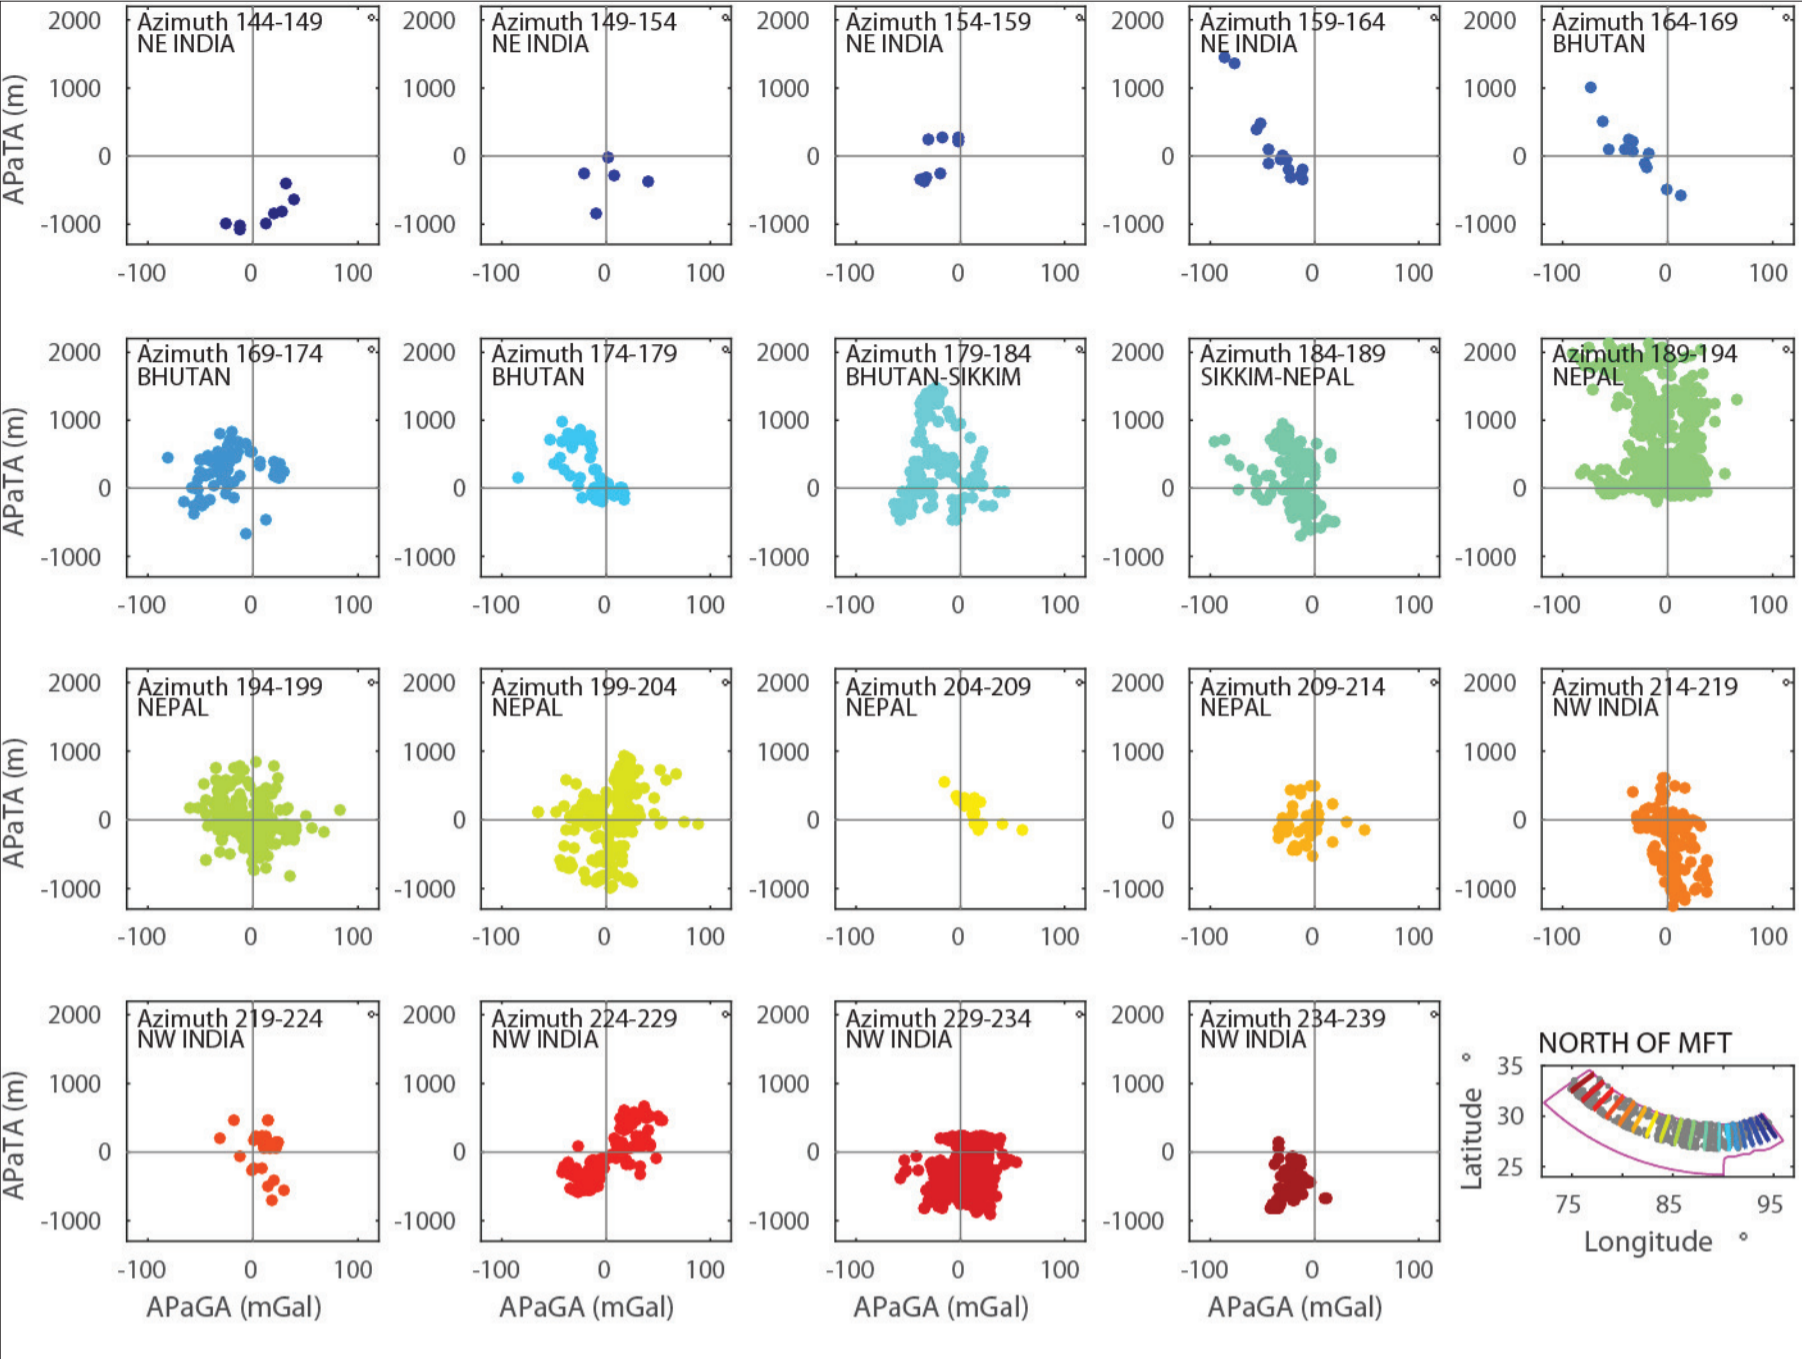 APaTA (m)
2000
1000
0
-1000
Azimuth 144-149 °
NE INDIA
-100 0 100
2000
1000
0
-1000
Azimuth 149-154 °
NE INDIA
-100 0 100
2000
1000
0
-1000
Azimuth 154-159 °
NE INDIA
-100 0 100
2000
1000
0
-1000
Azimuth 159-164 °
NE INDIA
-100 0 100
2000
1000
0
-1000
Azimuth 164-169 °
BHUTAN
-100 0 100
APaTA (m)
2000
1000
0
-1000
Azimuth 169-174 °
BHUTAN
-100 0 100
2000
1000
0
-1000
Azimuth 174-179 °
BHUTAN
-100 0 100
2000
1000
0
-1000
Azimuth 179-184 °
BHUTAN-SIKKIM
-100 0 100
2000
1000
0
-1000
Azimuth 184-189 °
SIKKIM-NEPAL
-100 0 100
2000
1000
0
-1000
Azimuth 189-194 °
NEPAL
-100 0 100
APaTA (m)
2000
1000
0
-1000
Azimuth 194-199 °
NEPAL
-100 0 100
2000
1000
0
-1000
Azimuth 199-204 °
NEPAL
-100 0 100
2000
1000
0
-1000
Azimuth 204-209 °
NEPAL
-100 0 100
2000
1000
0
-1000
Azimuth 209-214 °
NEPAL
-100 0 100
2000
1000
0
-1000
Azimuth 214-219 °
NW INDIA
-100 0 100
APaTA (m)
2000
1000
0
-1000
Azimuth 219-224 °
NW INDIA
-100 0 100
APaGA (mGal)
2000
1000
0
-1000
Azimuth 224-229 °
NW INDIA
-100 0 100
APaGA (mGal)
2000
1000
0
-1000
Azimuth 229-234 °
NW INDIA
-100 0 100
APaGA (mGal)
2000
1000
0
-1000
Azimuth 234-239 °
NW INDIA
-100 0 100
APaGA (mGal)
NORTH OF MFT
Latitude °
35
30
25
75 85 95
Longitude °